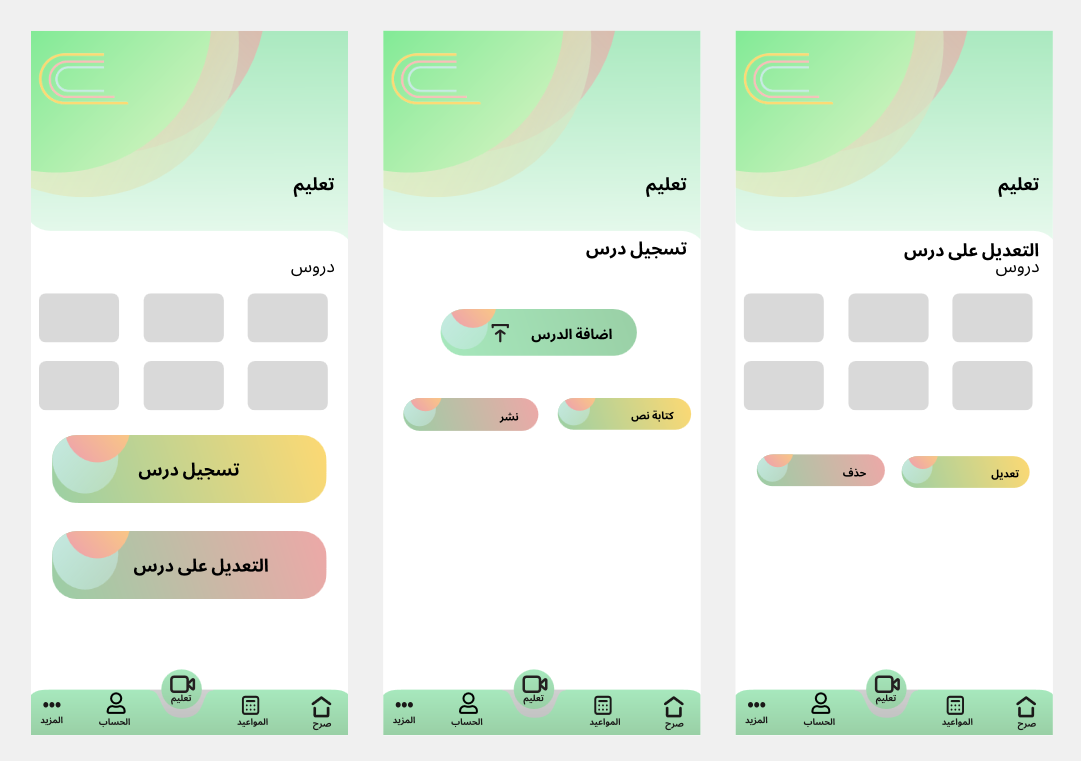 تعليم
دروس
تسجيل درس
التعديل على درس
صرح
المواعيد
تعليم
الحساب
المزيد
تعليم
تسجيل درس
اضافة الدرس
كتابة نص
نشر
صرح
المواعيد
تعليم
الحساب
المزيد
تعليم
التعديل على درس
دروس
تعديل
حذف
صرح
المواعيد
تعليم
الحساب
المزيد